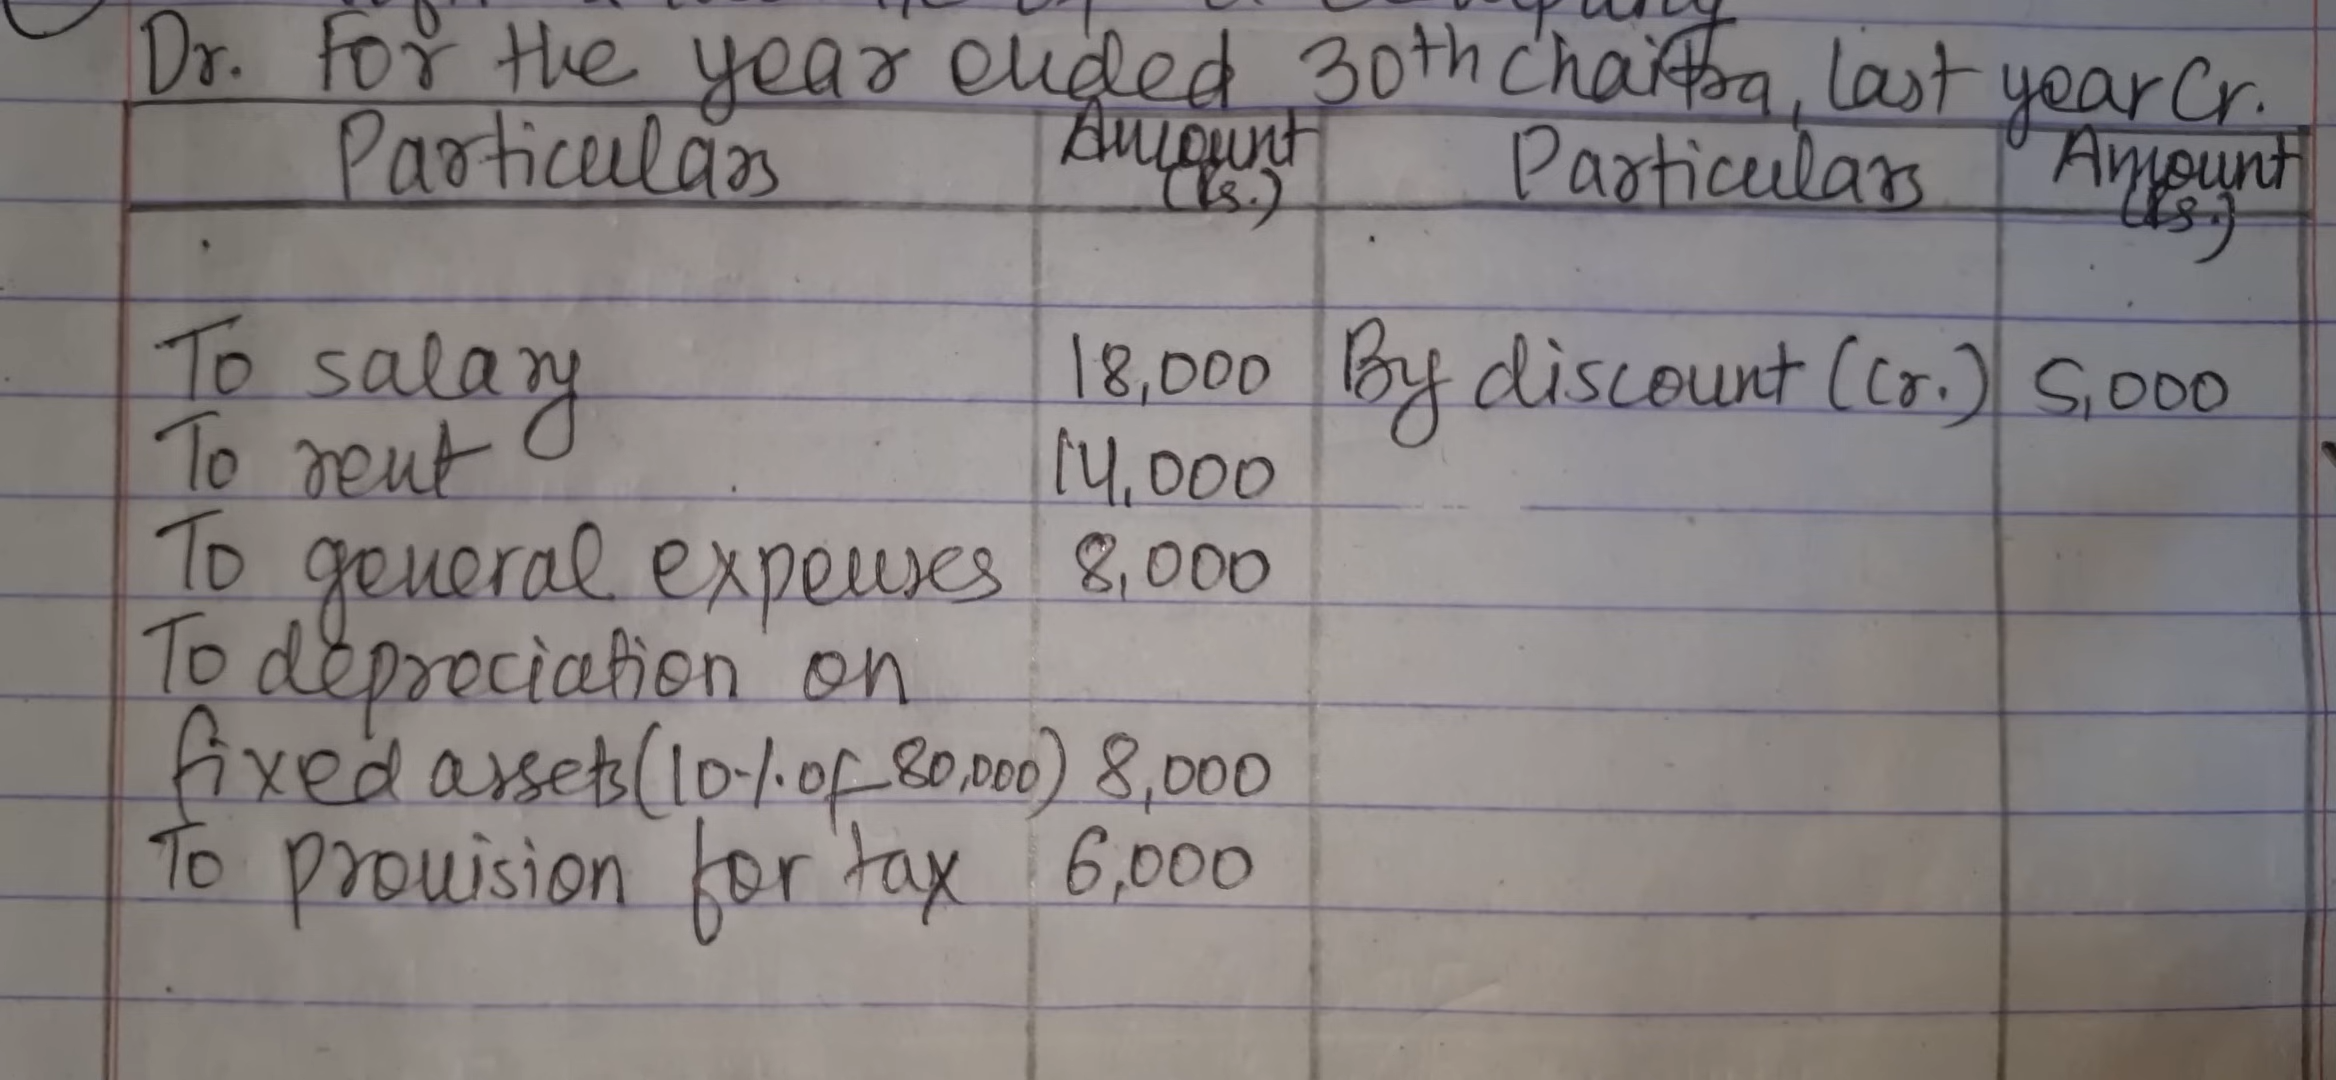 a company
Dr. For the year ended 30th chaitra, last year Cr.
Particulars Amount (Rs.) Particulars Amount (Rs.)
To salary 18,000 By discount (Cr.) 5,000
To rent 14,000
To general expenses 8,000
To depreciation on
fixed assets (10% of 80,000) 8,000
To provision for tax 6,000